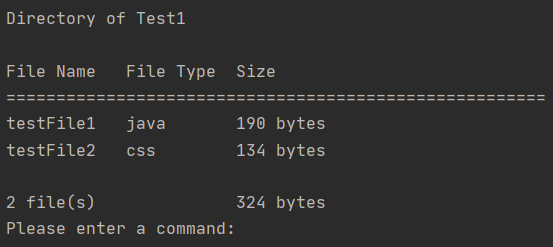 Directory of Test1
File Name   File Type  Size
======================================================
testFile1   java       190 bytes
testFile2   css        134 bytes
2 file(s)              324 bytes
Please enter a command: